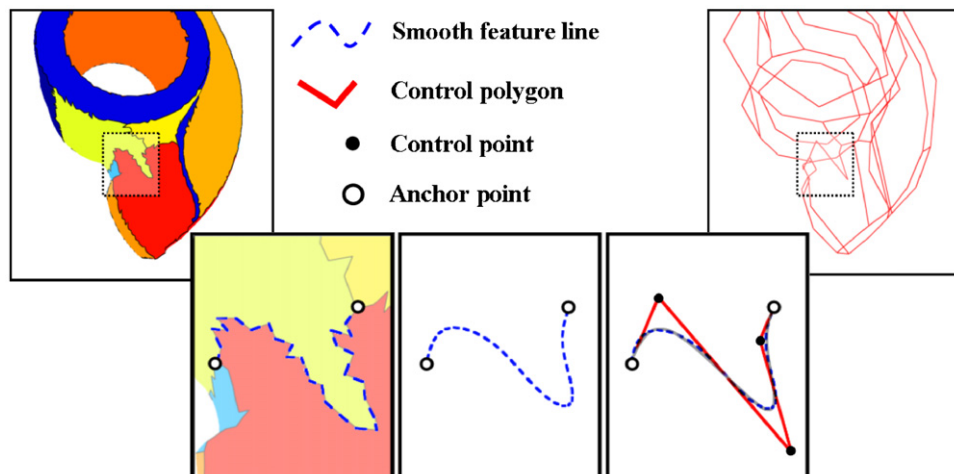 Smooth feature line
Control polygon
Control point
Anchor point